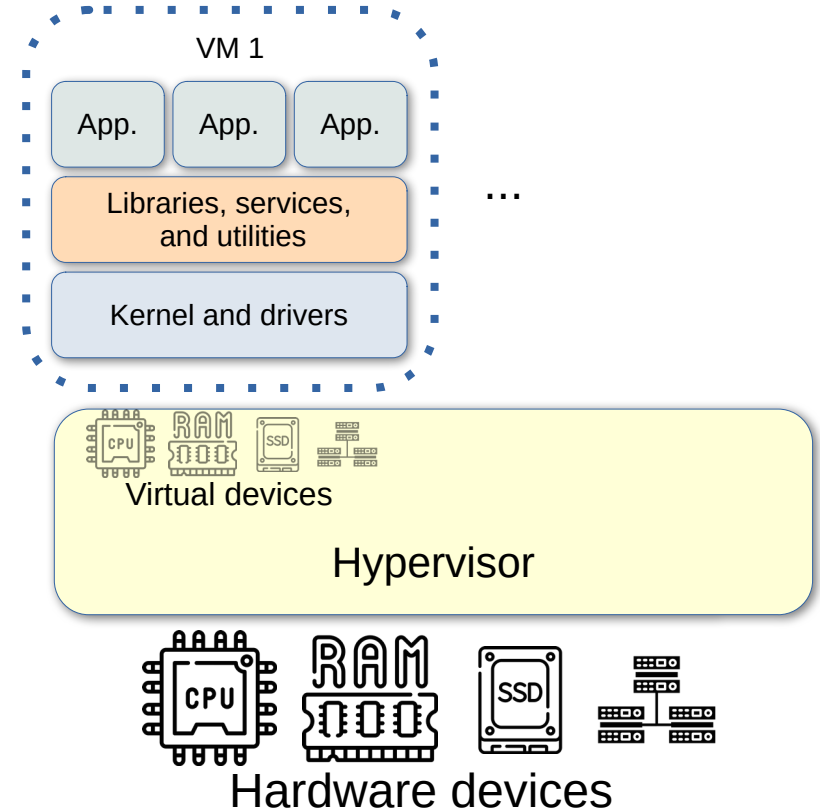 VM 1
App. App. App.
Libraries, services,
and utilities
...
Kernel and drivers
CPU RAM SSD
Virtual devices
Hypervisor
CPU RAM SSD
Hardware devices